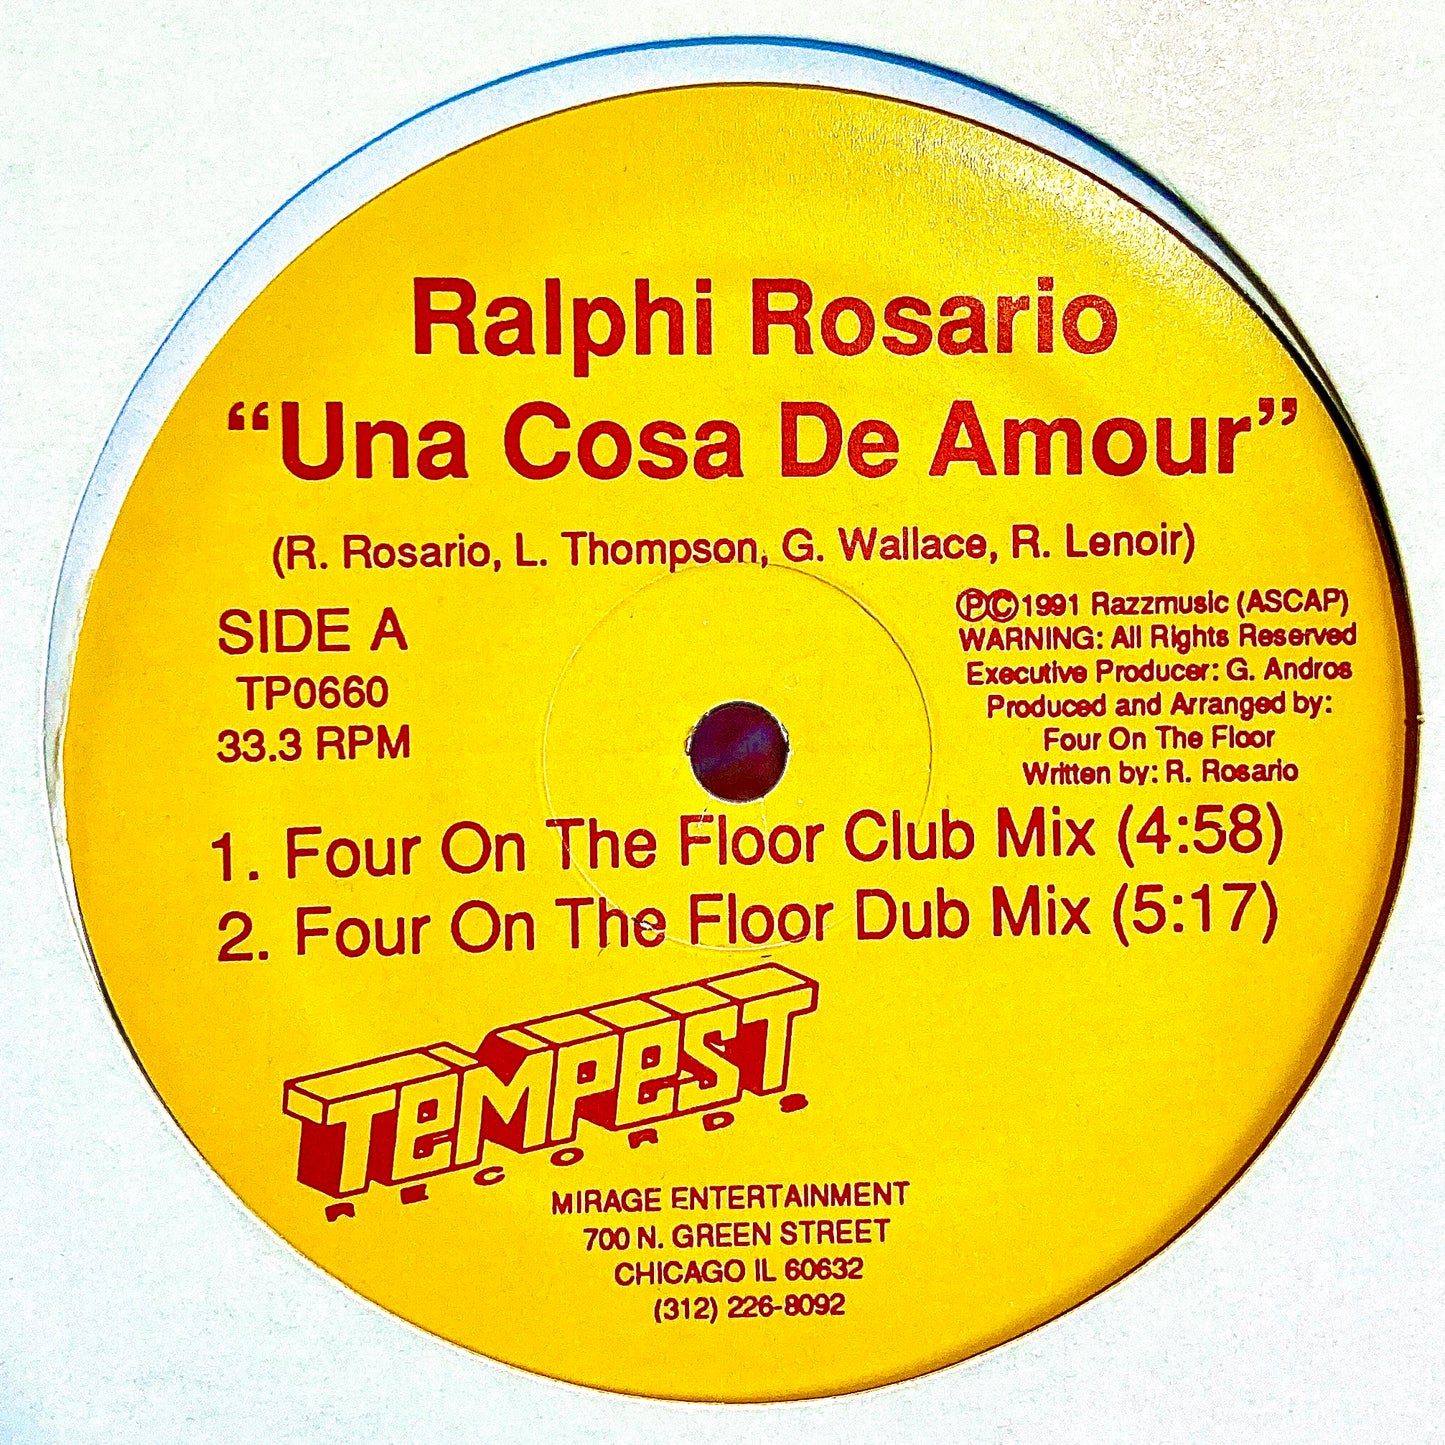 Ralphi Rosario
“Una Cosa De Amour”
(R. Rosario, L. Thompson, G. Wallace, R. Lenoir)
SIDE A
TP0660
33.3 RPM
ⓅⒸ1991 Razzmusic (ASCAP)
WARNING: All Rights Reserved
Executive Producer: G. Andros
Produced and Arranged by:
Four On The Floor
Written by: R. Rosario
1. Four On The Floor Club Mix (4:58)
2. Four On The Floor Dub Mix (5:17)
TeMPeST
RECORDS
MIRAGE ENTERTAINMENT
700 N. GREEN STREET
CHICAGO IL 60632
(312) 226-8092